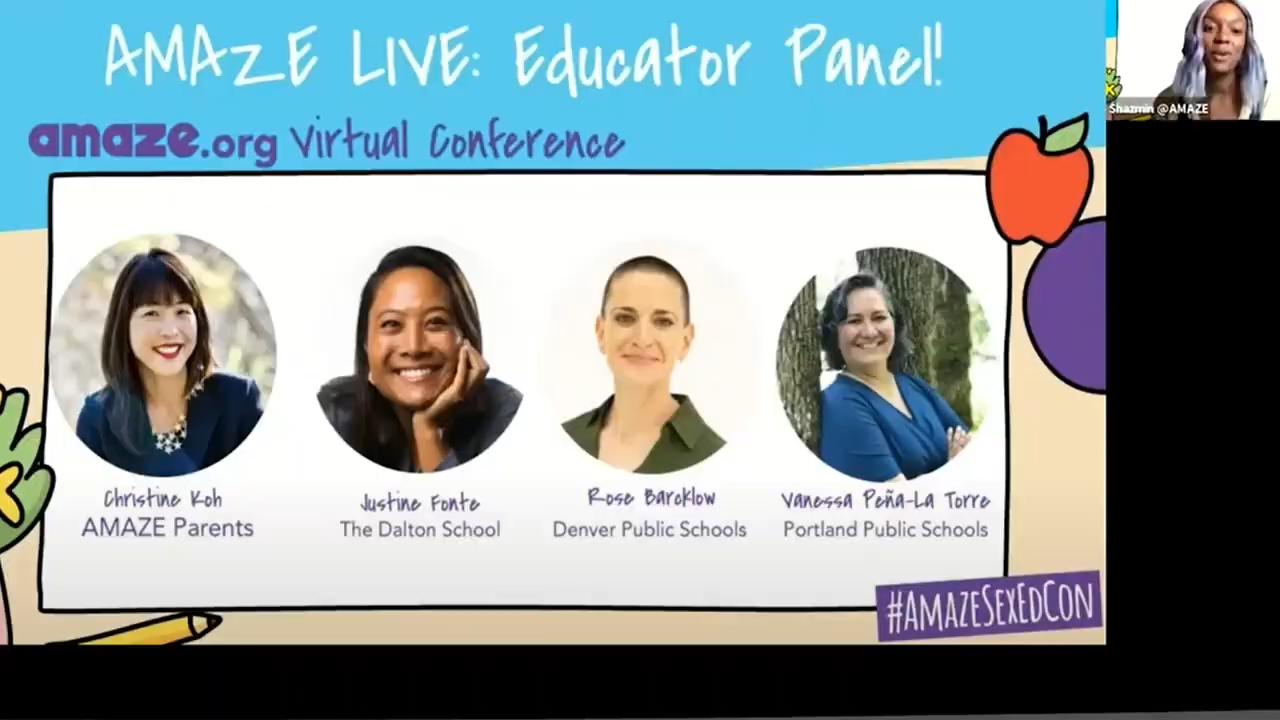 AMAZE LIVE: Educator Panel!
amaze.org Virtual Conference
Shazmin @AMAZE
Christine Koh
AMAZE Parents
Justine Fonte
The Dalton School
Rose Barcklow
Denver Public Schools
Vanessa Peña-La Torre
Portland Public Schools
#AMAZESEXEDCON